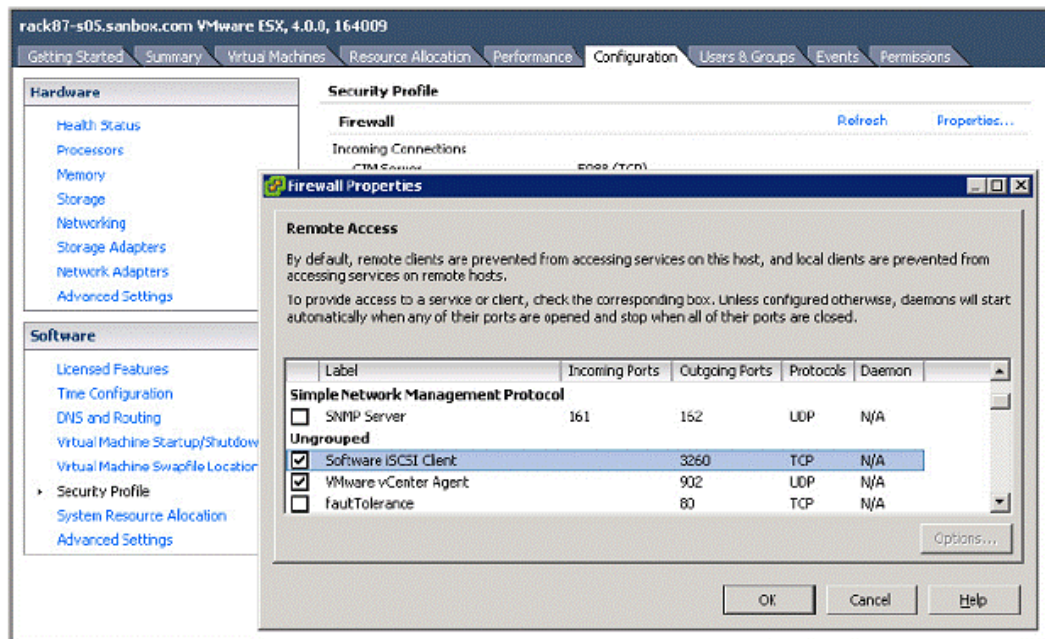 rack87-s05.sanbox.com VMware ESX, 4.0.0, 164009
Getting Started Summary Virtual Machines Resource Allocation Performance Configuration Users & Groups Events Permissions
Hardware
Health Status
Processors
Memory
Storage
Networking
Storage Adapters
Network Adapters
Advanced Settings
Software
Licensed Features
Time Configuration
DNS and Routing
Virtual Machine Startup/Shutdow
Virtual Machine Swapfile Location
Security Profile
System Resource Allocation
Advanced Settings
Security Profile
Firewall Refresh Properties...
Incoming Connections
CIM Server 5988 (TCP)
Firewall Properties
Remote Access
By default, remote clients are prevented from accessing services on this host, and local clients are prevented from
accessing services on remote hosts.
To provide access to a service or client, check the corresponding box. Unless configured otherwise, daemons will start
automatically when any of their ports are opened and stop when all of their ports are closed.
Label Incoming Ports Outgoing Ports Protocols Daemon
Simple Network Management Protocol
SNMP Server 161 162 UDP N/A
Ungrouped
Software iSCSI Client 3260 TCP N/A
VMware vCenter Agent 902 UDP N/A
faultTolerance 80 TCP N/A
Options...
OK Cancel Help